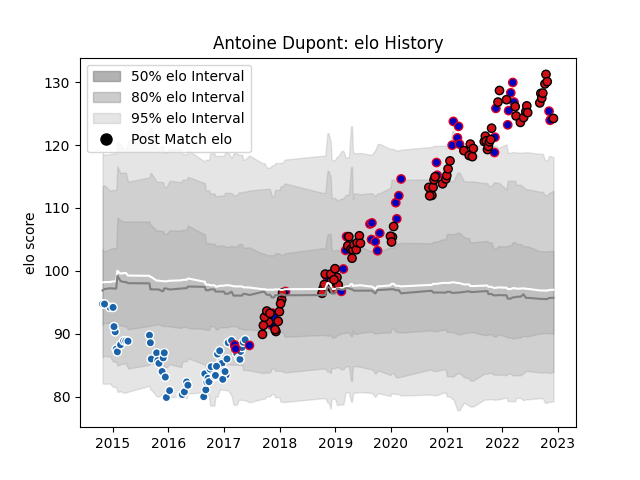 Antoine Dupont: elo History
50% elo Interval
80% elo Interval
95% elo Interval
Post Match elo
elo score
130
120
110
100
90
80
2015 2016 2017 2018 2019 2020 2021 2022 2023